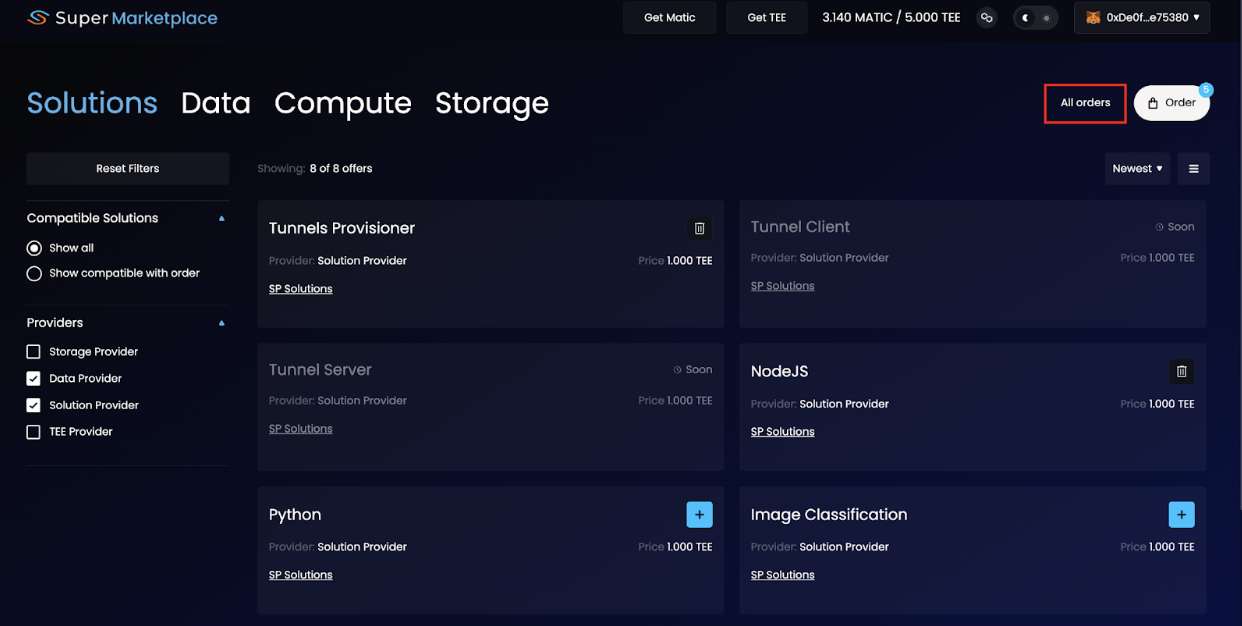 Super Marketplace
Get Matic
Get TEE
3.140 MATIC / 5.000 TEE
0xDe0f...e75380
Solutions Data Compute Storage
All orders
Order
5
Reset Filters
Showing: 8 of 8 offers
Newest
Compatible Solutions
Show all
Show compatible with order
Providers
Storage Provider
Data Provider
Solution Provider
TEE Provider
Tunnels Provisioner
Provider: Solution Provider
Price 1.000 TEE
SP Solutions
Tunnel Client
Soon
Provider: Solution Provider
Price 1.000 TEE
SP Solutions
Tunnel Server
Soon
Provider: Solution Provider
Price 1.000 TEE
SP Solutions
NodeJS
Provider: Solution Provider
Price 1.000 TEE
SP Solutions
Python
Provider: Solution Provider
Price 1.000 TEE
SP Solutions
Image Classification
Provider: Solution Provider
Price 1.000 TEE
SP Solutions